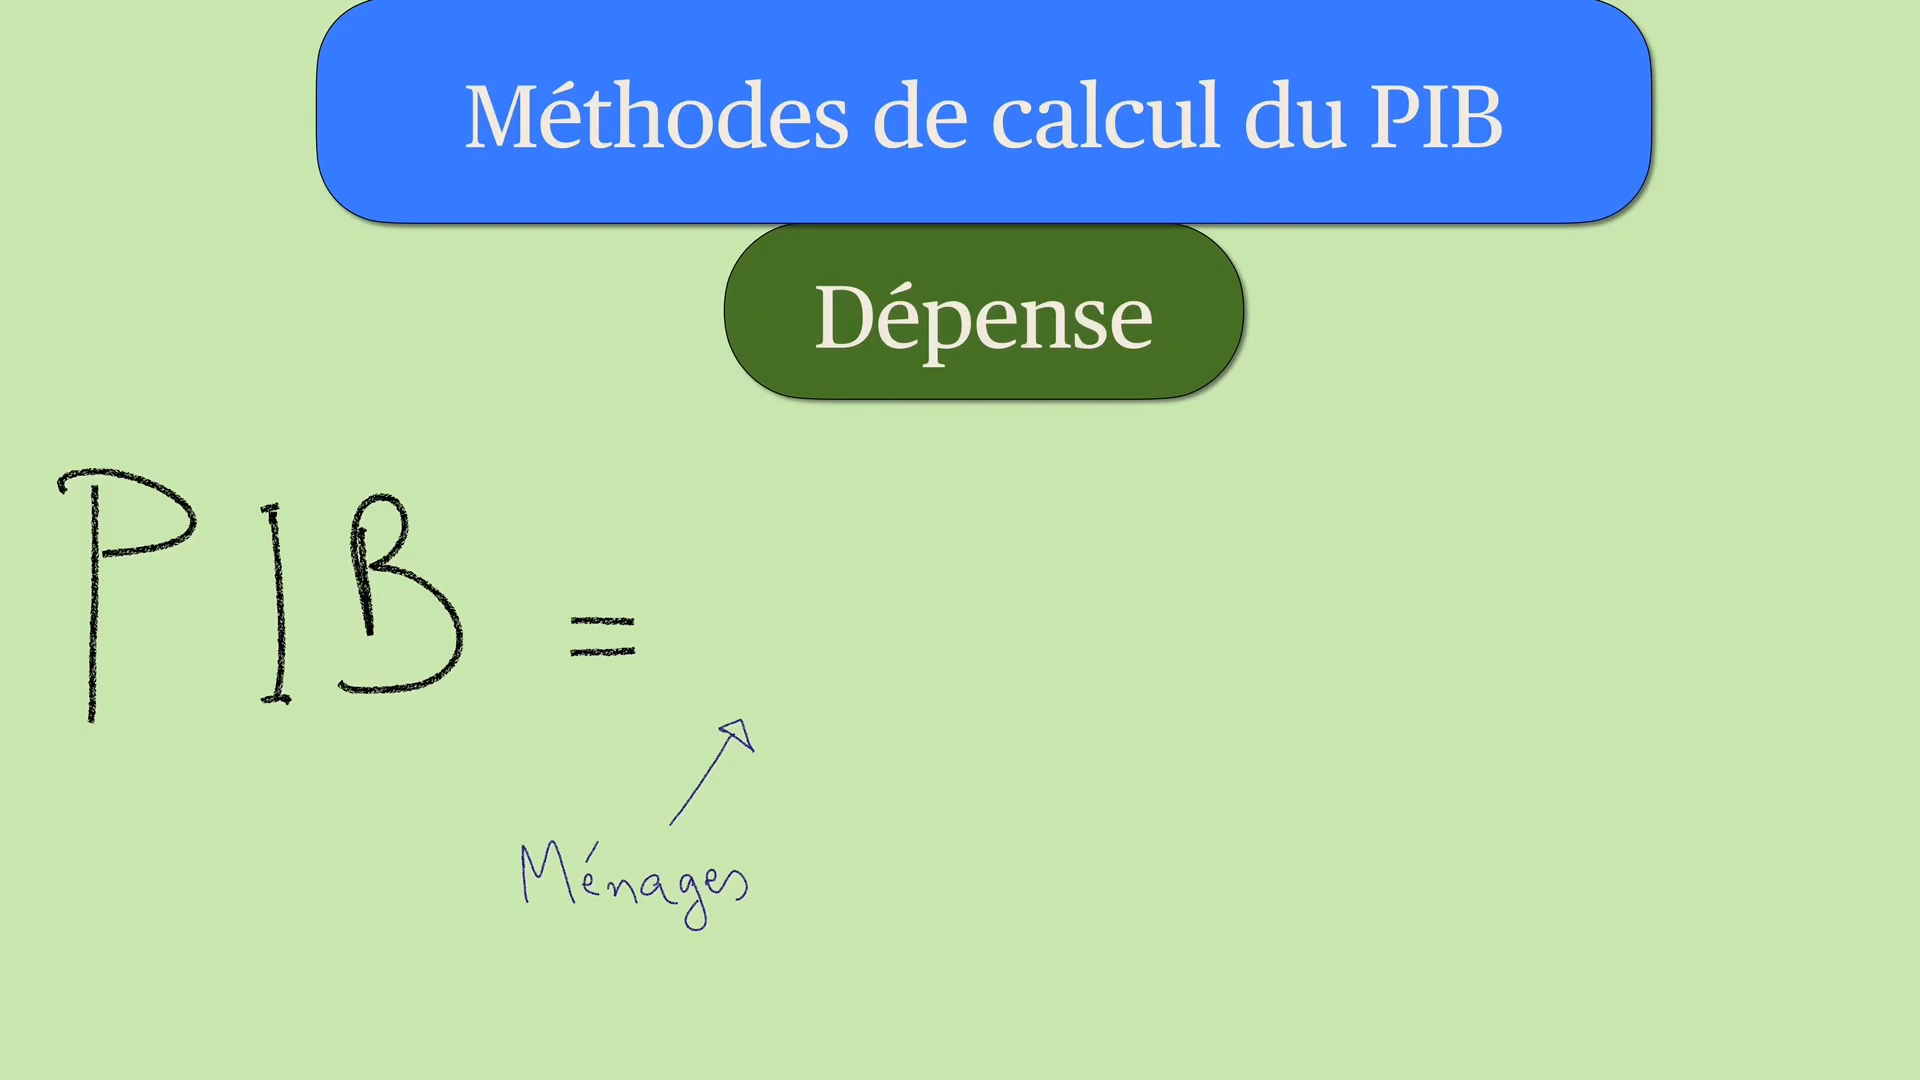 Méthodes de calcul du PIB
Dépense
PIB =
Ménages